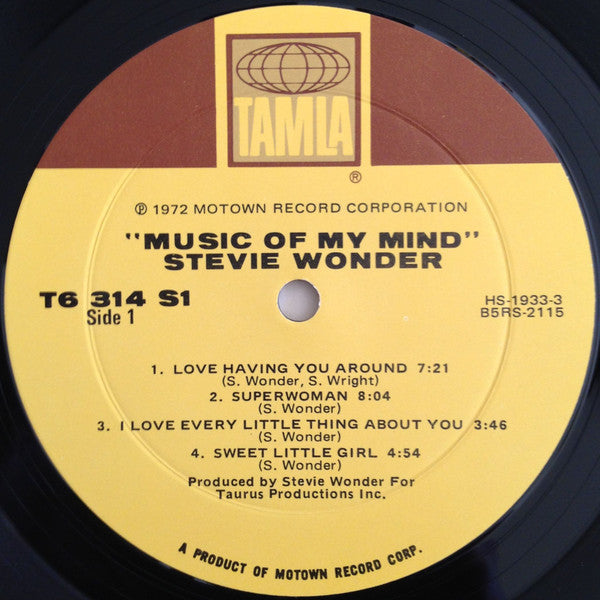 TAMLA
®
℗ 1972 MOTOWN RECORD CORPORATION
"MUSIC OF MY MIND"
STEVIE WONDER
T6 314 S1
Side 1
HS-1933-3
B5RS-2115
1. LOVE HAVING YOU AROUND 7:21
(S. Wonder, S. Wright)
2. SUPERWOMAN 8:04
(S. Wonder)
3. I LOVE EVERY LITTLE THING ABOUT YOU 3:46
(S. Wonder)
4. SWEET LITTLE GIRL 4:54
(S. Wonder)
Produced by Stevie Wonder For
Taurus Productions Inc.
A PRODUCT OF MOTOWN RECORD CORP.